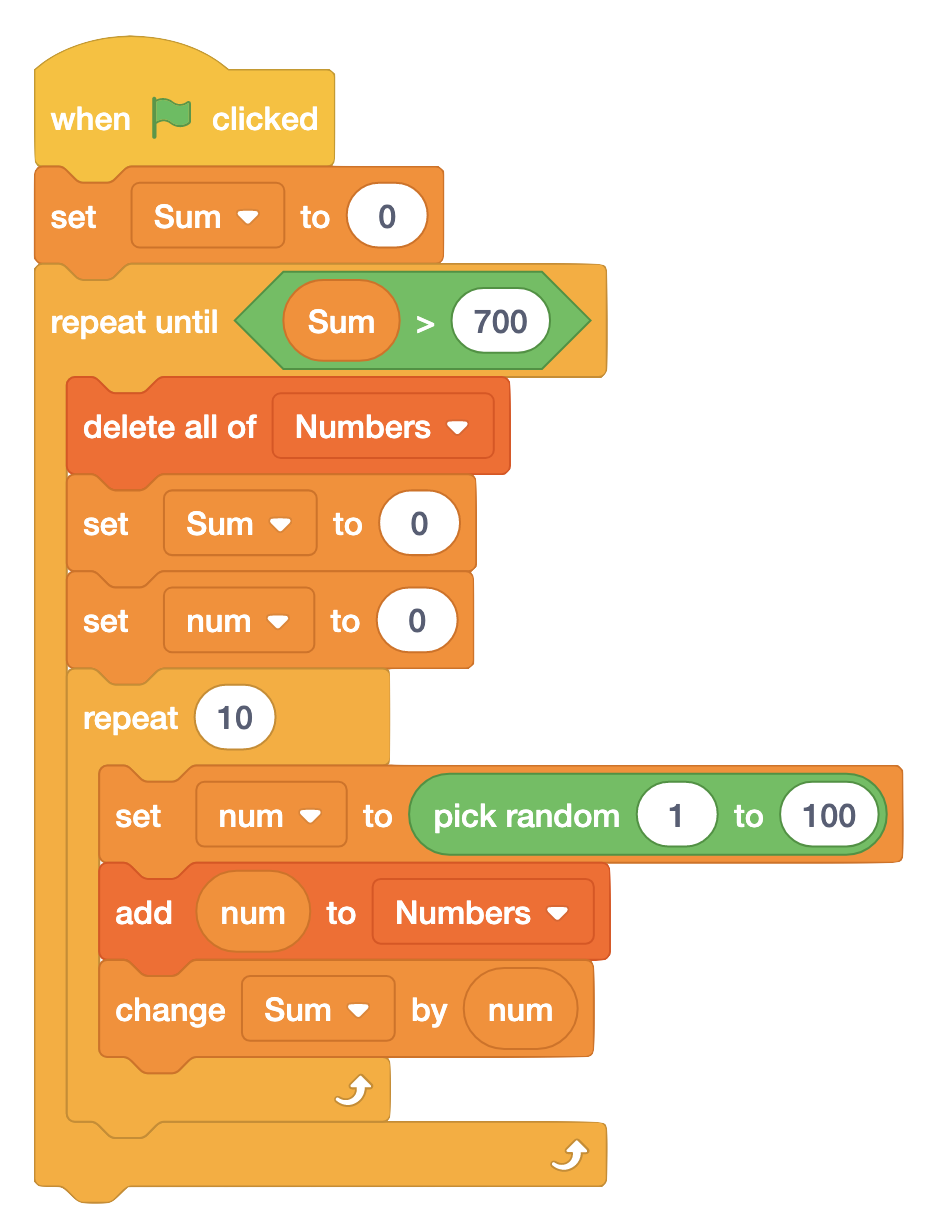 when clicked
set Sum to 0
repeat until Sum > 700
delete all of Numbers
set Sum to 0
set num to 0
repeat 10
set num to pick random 1 to 100
add num to Numbers
change Sum by num